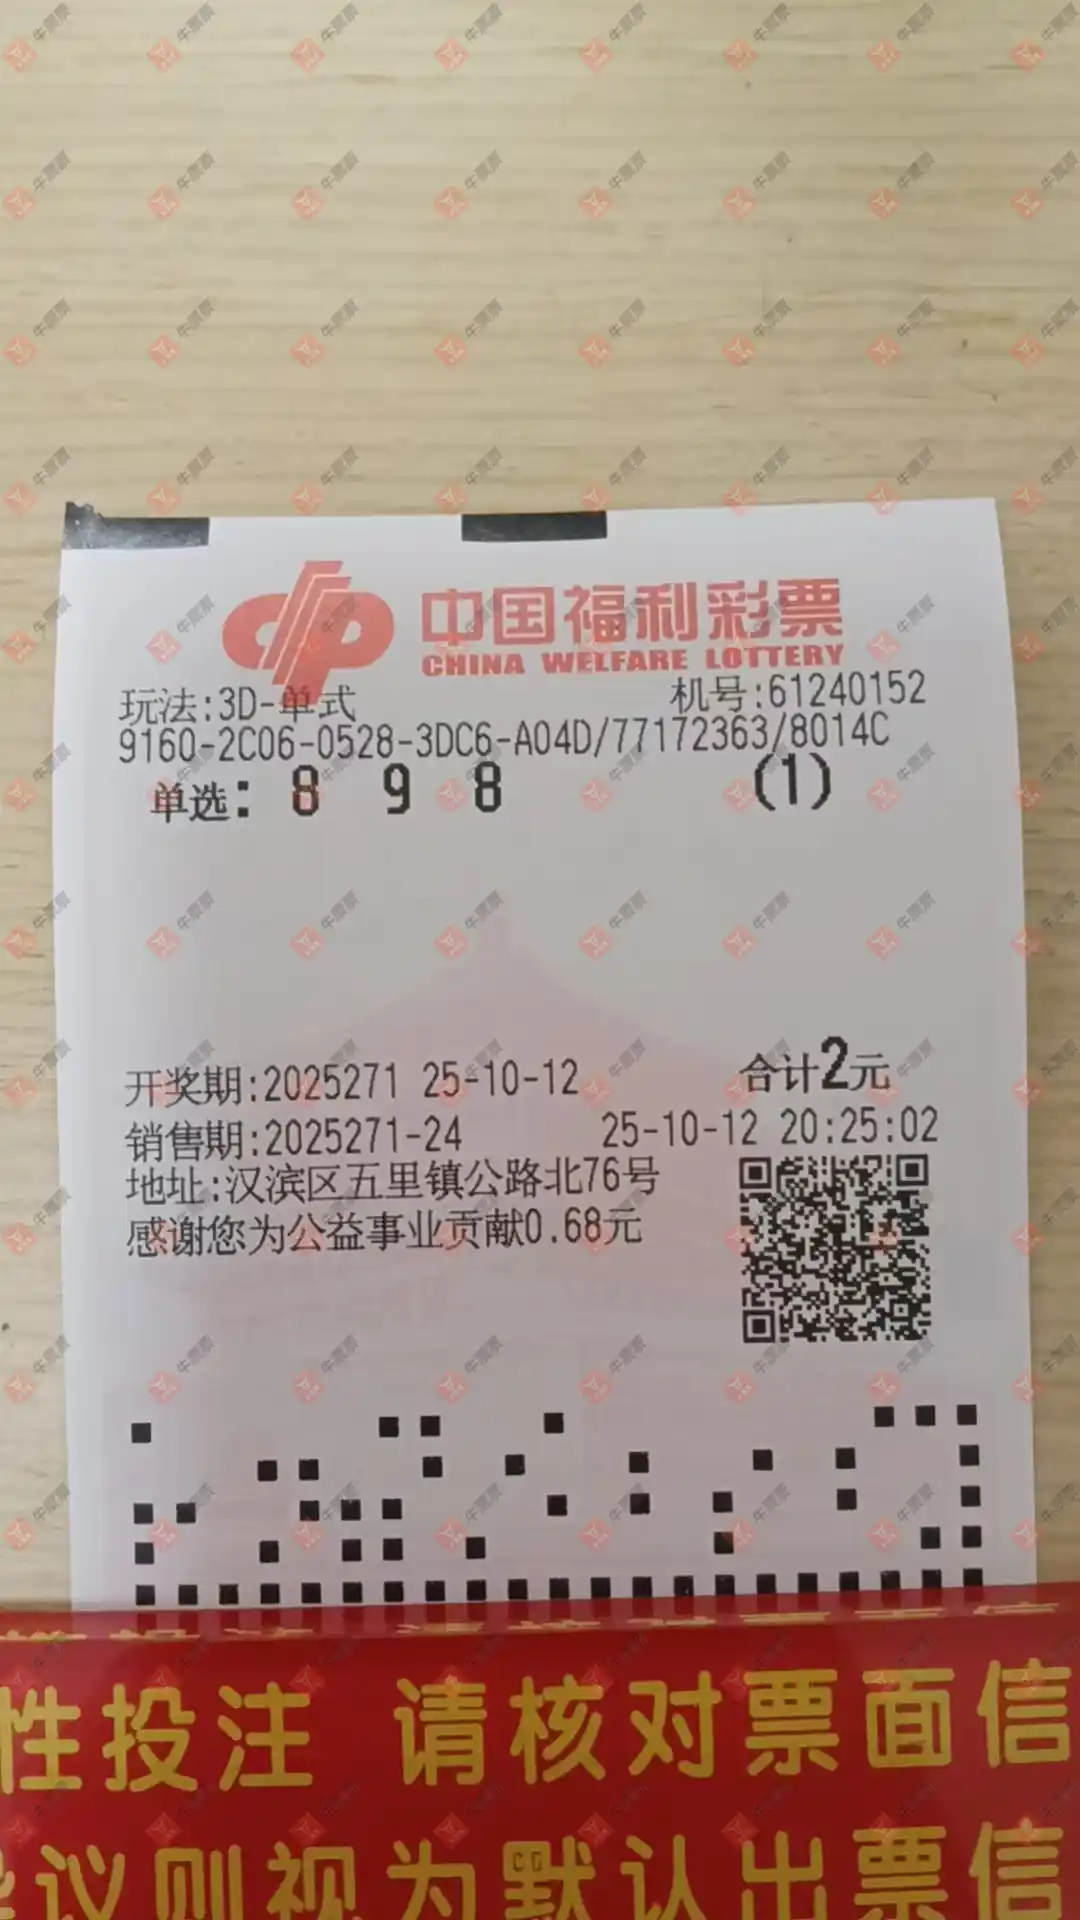 中国福利彩票
CHINA WELFARE LOTTERY
玩法:3D-单式 机号:61240152
9160-2C06-0528-3DC6-A04D/77172363/8014C
单选: 8 9 8 (1)
开奖期:2025271 25-10-12 合计2元
销售期:2025271-24 25-10-12 20:25:02
地址:汉滨区五里镇公路北76号
感谢您为公益事业贡献0.68元
性投注 请核对票面信
议则视为默认出票信
牛票票